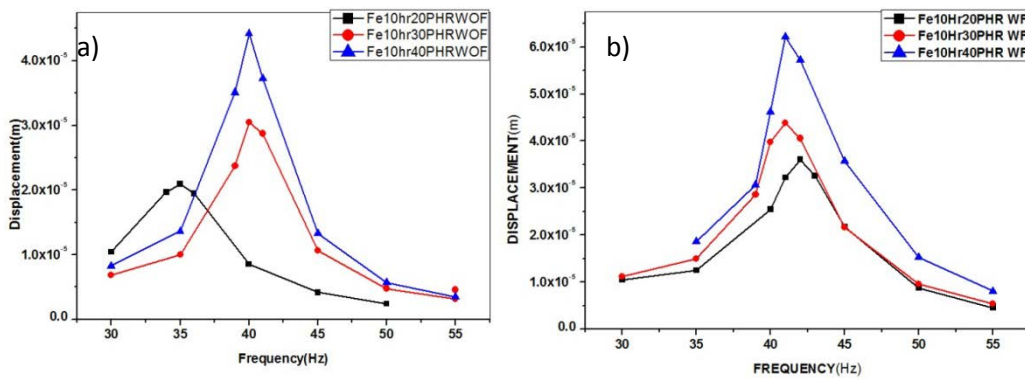 a)
Fe10hr20PHRWOF
Fe10hr30PHRWOF
Fe10hr40PHRWOF
4.0x10⁻⁵
3.0x10⁻⁵
2.0x10⁻⁵
1.0x10⁻⁵
0.0
Displacement(m)
30 35 40 45 50 55
Frequency(Hz)
b)
Fe10Hr20PHR WF
Fe10Hr30PHR WF
Fe10Hr40PHR WF
6.0x10⁻⁵
5.0x10⁻⁵
4.0x10⁻⁵
3.0x10⁻⁵
2.0x10⁻⁵
1.0x10⁻⁵
0.0
DISPLACEMENT(m)
30 35 40 45 50 55
FREQUENCY(Hz)